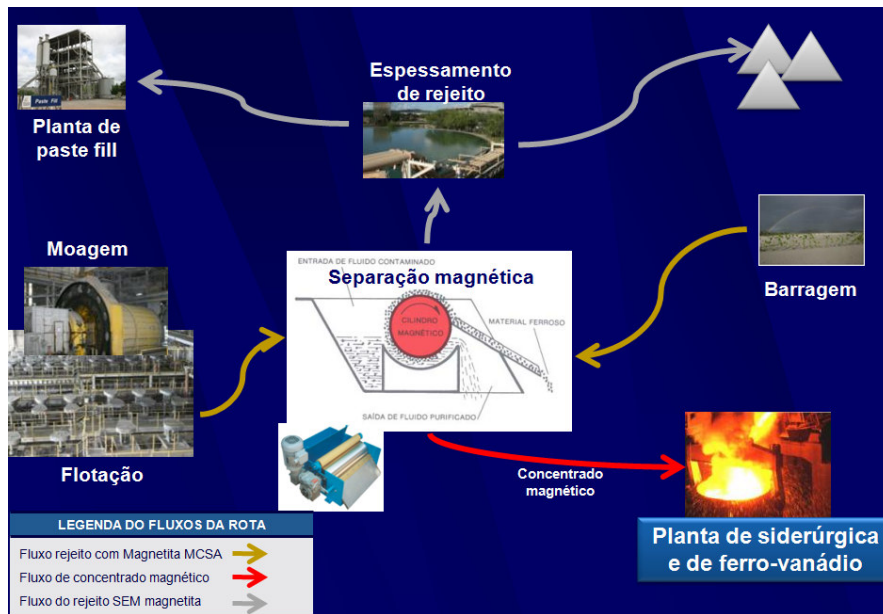 Espessamento
de rejeito
Paste Fill
Planta de
paste fill
Moagem
ENTRADA DE FLUIDO CONTAMINADO
Separação magnética
CILINDRO
MAGNÉTICO
MATERIAL FERROSO
SAÍDA DE FLUIDO PURIFICADO
Barragem
Flotação
Concentrado
magnético
Planta de siderúrgica
e de ferro-vanádio
LEGENDA DO FLUXOS DA ROTA
Fluxo rejeito com Magnetita MCSA
Fluxo de concentrado magnético
Fluxo do rejeito SEM magnetita